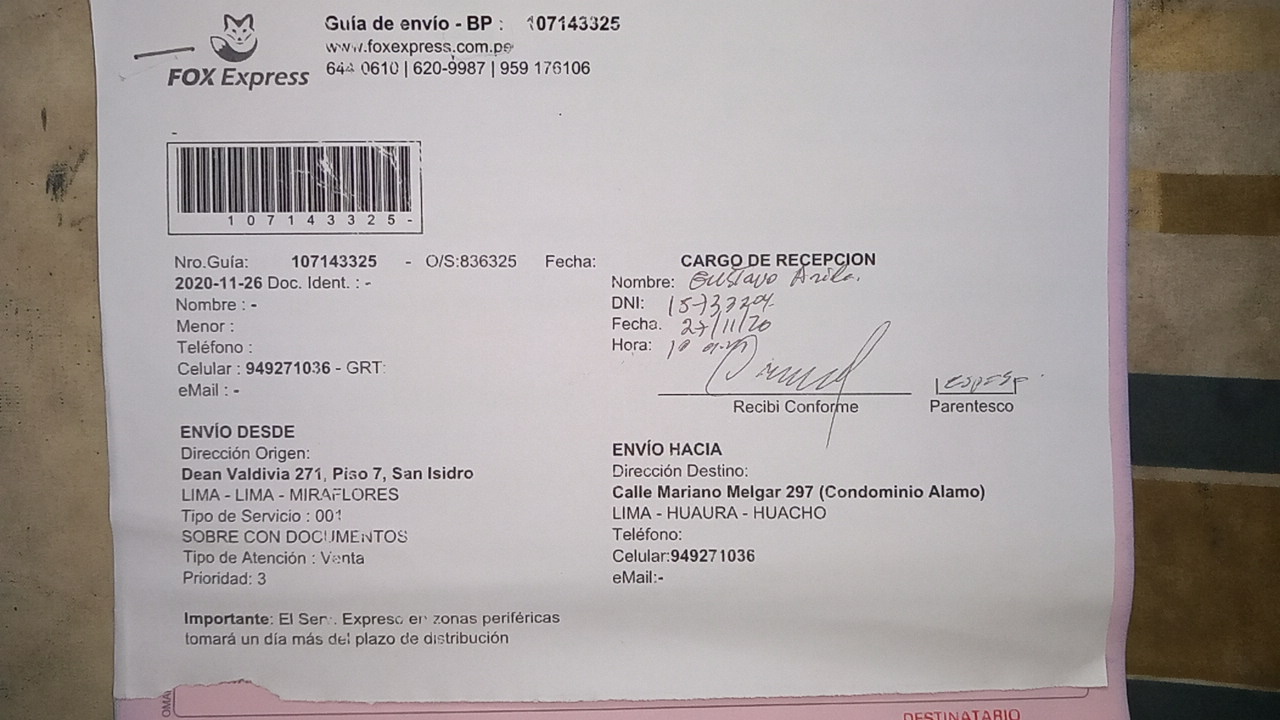 FOX Express
Guía de envío - BP : 107143325
www.foxexpress.com.pe
644 0610 | 620-9987 | 959 176106
107143325-
Nro.Guía: 107143325 - O/S:836325 Fecha:
2020-11-26 Doc. Ident. : -
Nombre : -
Menor :
Teléfono :
Celular : 949271036 - GRT:
eMail : -
CARGO DE RECEPCION
Nombre: Gustavo
DNI:
Fecha. 27/11/20
Hora:
Recibi Conforme
Parentesco
ENVÍO DESDE
Dirección Origen:
Dean Valdivia 271, Piso 7, San Isidro
LIMA - LIMA - MIRAFLORES
Tipo de Servicio : 001
SOBRE CON DOCUMENTOS
Tipo de Atención : Venta
Prioridad: 3
ENVÍO HACIA
Dirección Destino:
Calle Mariano Melgar 297 (Condominio Alamo)
LIMA - HUAURA - HUACHO
Teléfono:
Celular:949271036
eMail:-
Importante: El Serv. Expreso en zonas periféricas
tomará un día más del plazo de distribución
DESTINATARIO